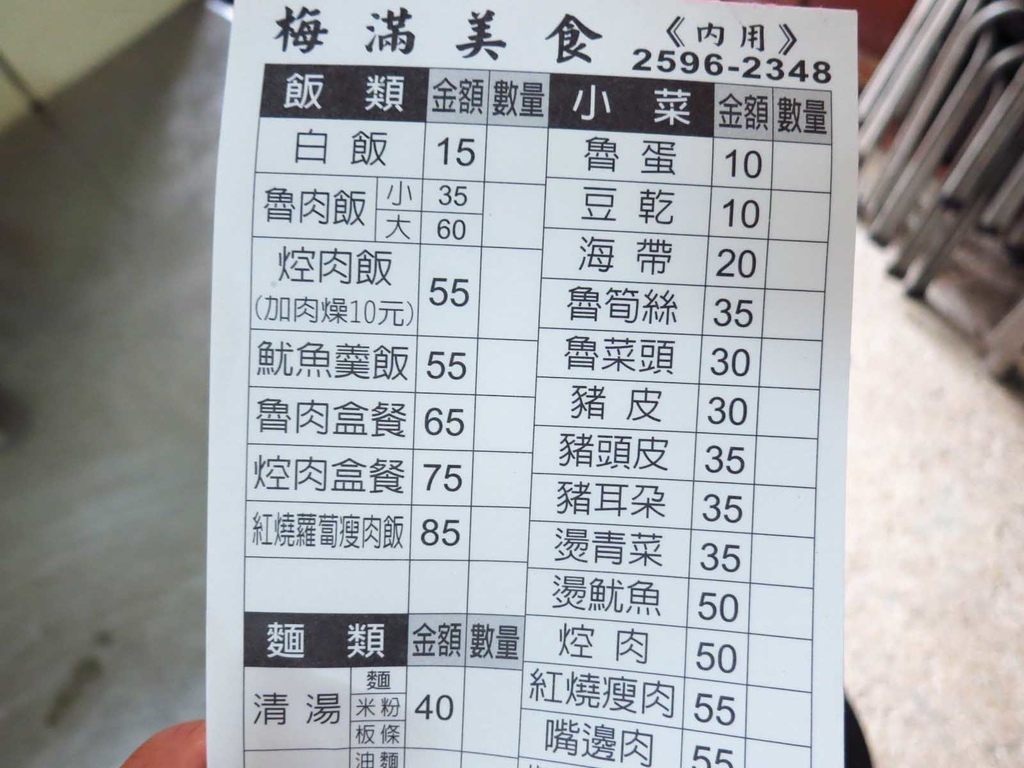 梅滿美食 《內用》
2596-2348
飯類 金額 數量
白飯 15
魯肉飯 小 35
大 60
焢肉飯
(加肉燥10元) 55
魷魚羹飯 55
魯肉盒餐 65
焢肉盒餐 75
紅燒蘿蔔瘦肉飯 85
麵類 金額 數量
清湯 麵
米粉 40
板條
油麵
小菜 金額 數量
魯蛋 10
豆乾 10
海帶 20
魯筍絲 35
魯菜頭 30
豬皮 30
豬頭皮 35
豬耳朵 35
燙青菜 35
燙魷魚 50
焢肉 50
紅燒瘦肉 55
嘴邊肉 55